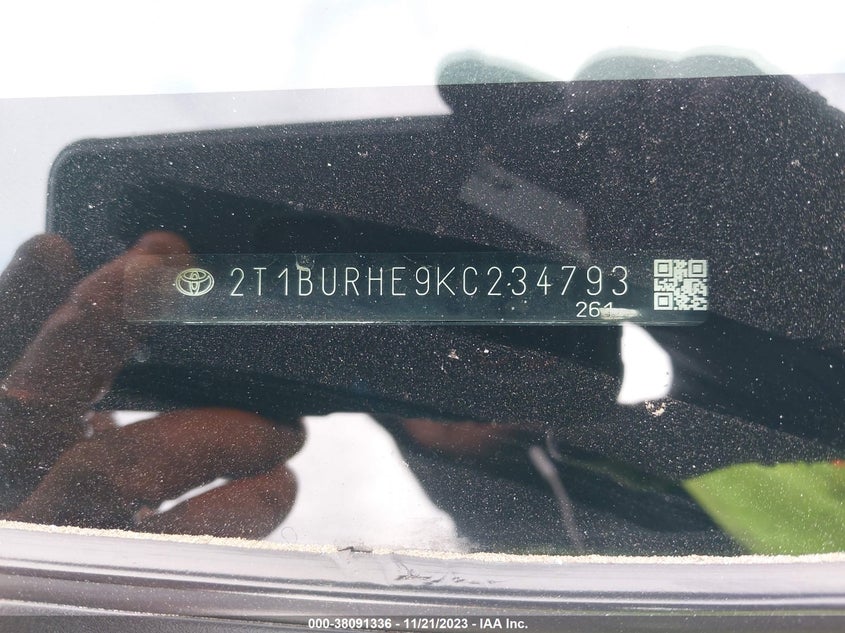 2T1BURHE9KC234793
261
000-38091336 - 11/21/2023 - IAA Inc.